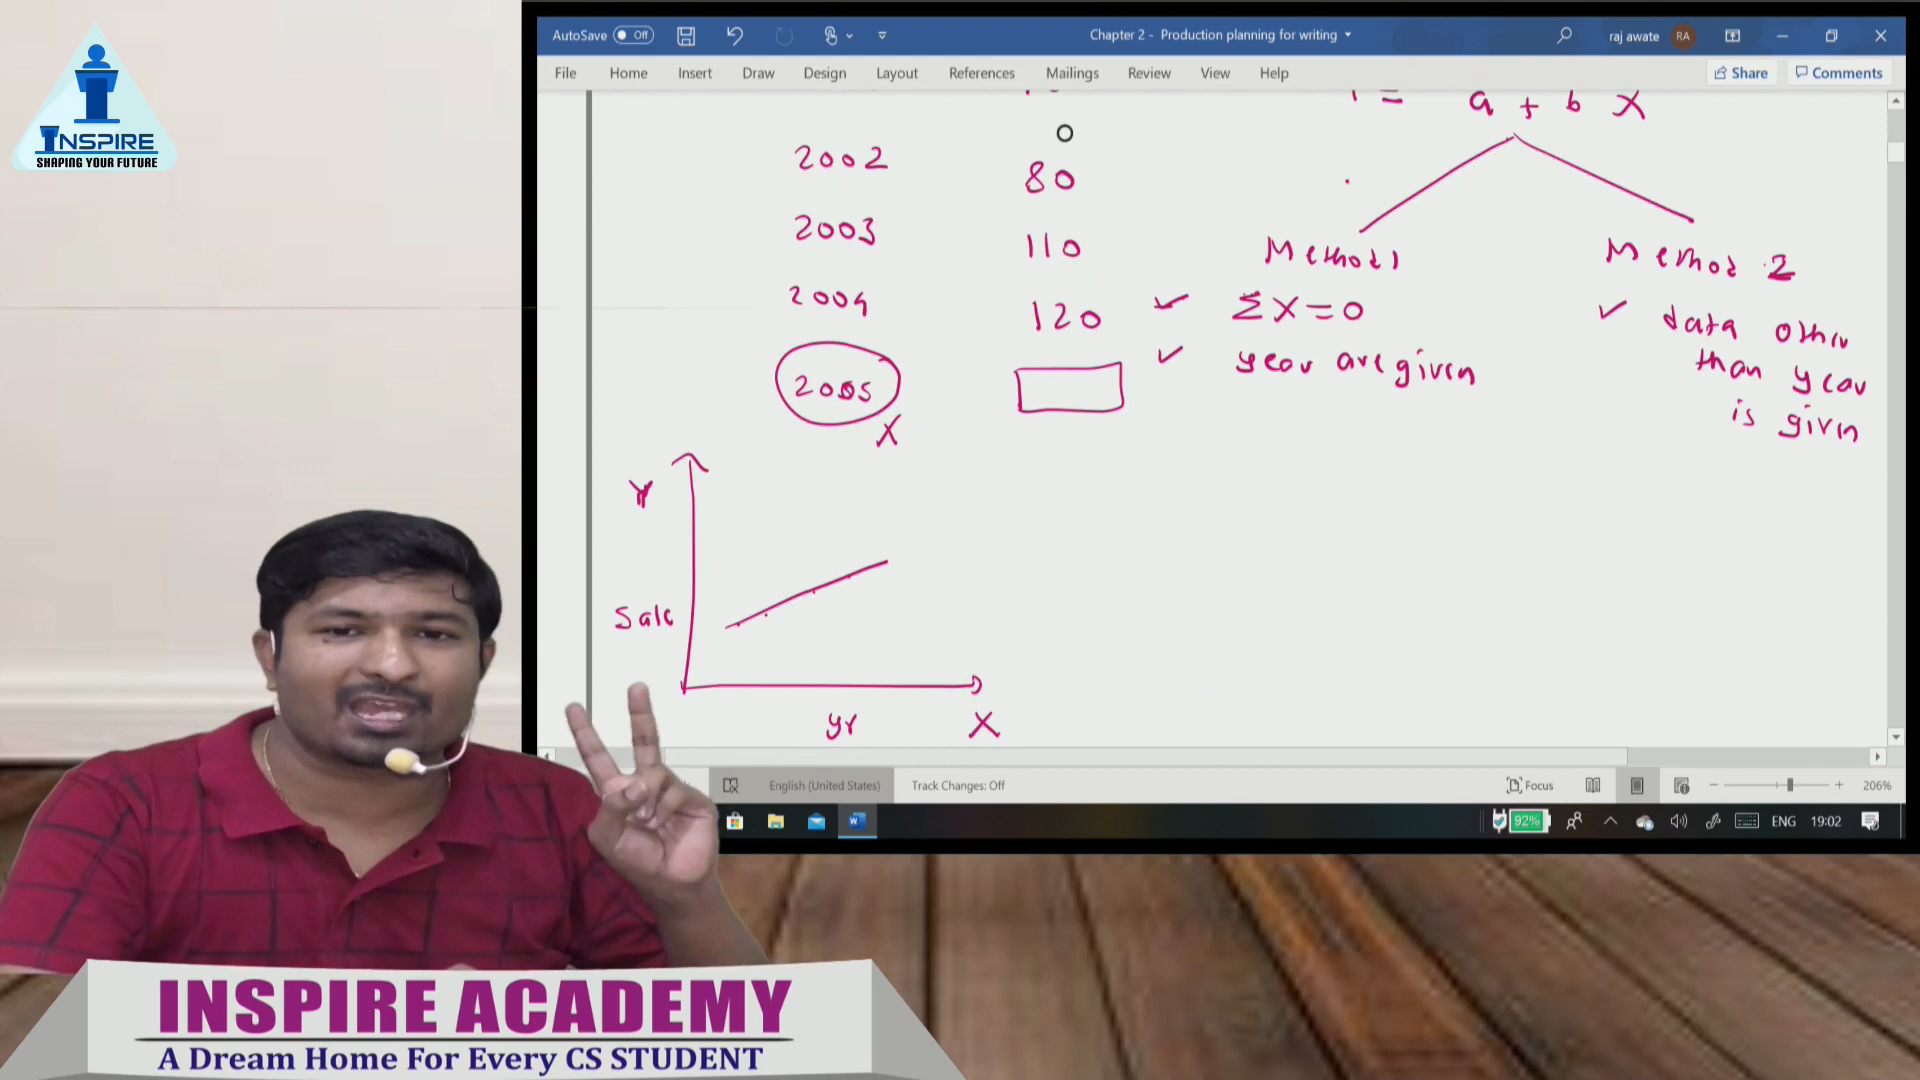 INSPIRE
SHAPING YOUR FUTURE
AutoSave Off
Chapter 2 - Production planning for writing
raj awate RA
File Home Insert Draw Design Layout References Mailings Review View Help
Share Comments
= a + b X
2002 80
2003 110
2004 120
2005
X
Method 1
✓ ΣX=0
✓ year are given
Method 2
✓ data other
than year
is given
Y
Sale
yr X
English (United States) Track Changes: Off
Focus 206%
92% ENG 19:02
INSPIRE ACADEMY
A Dream Home For Every CS STUDENT